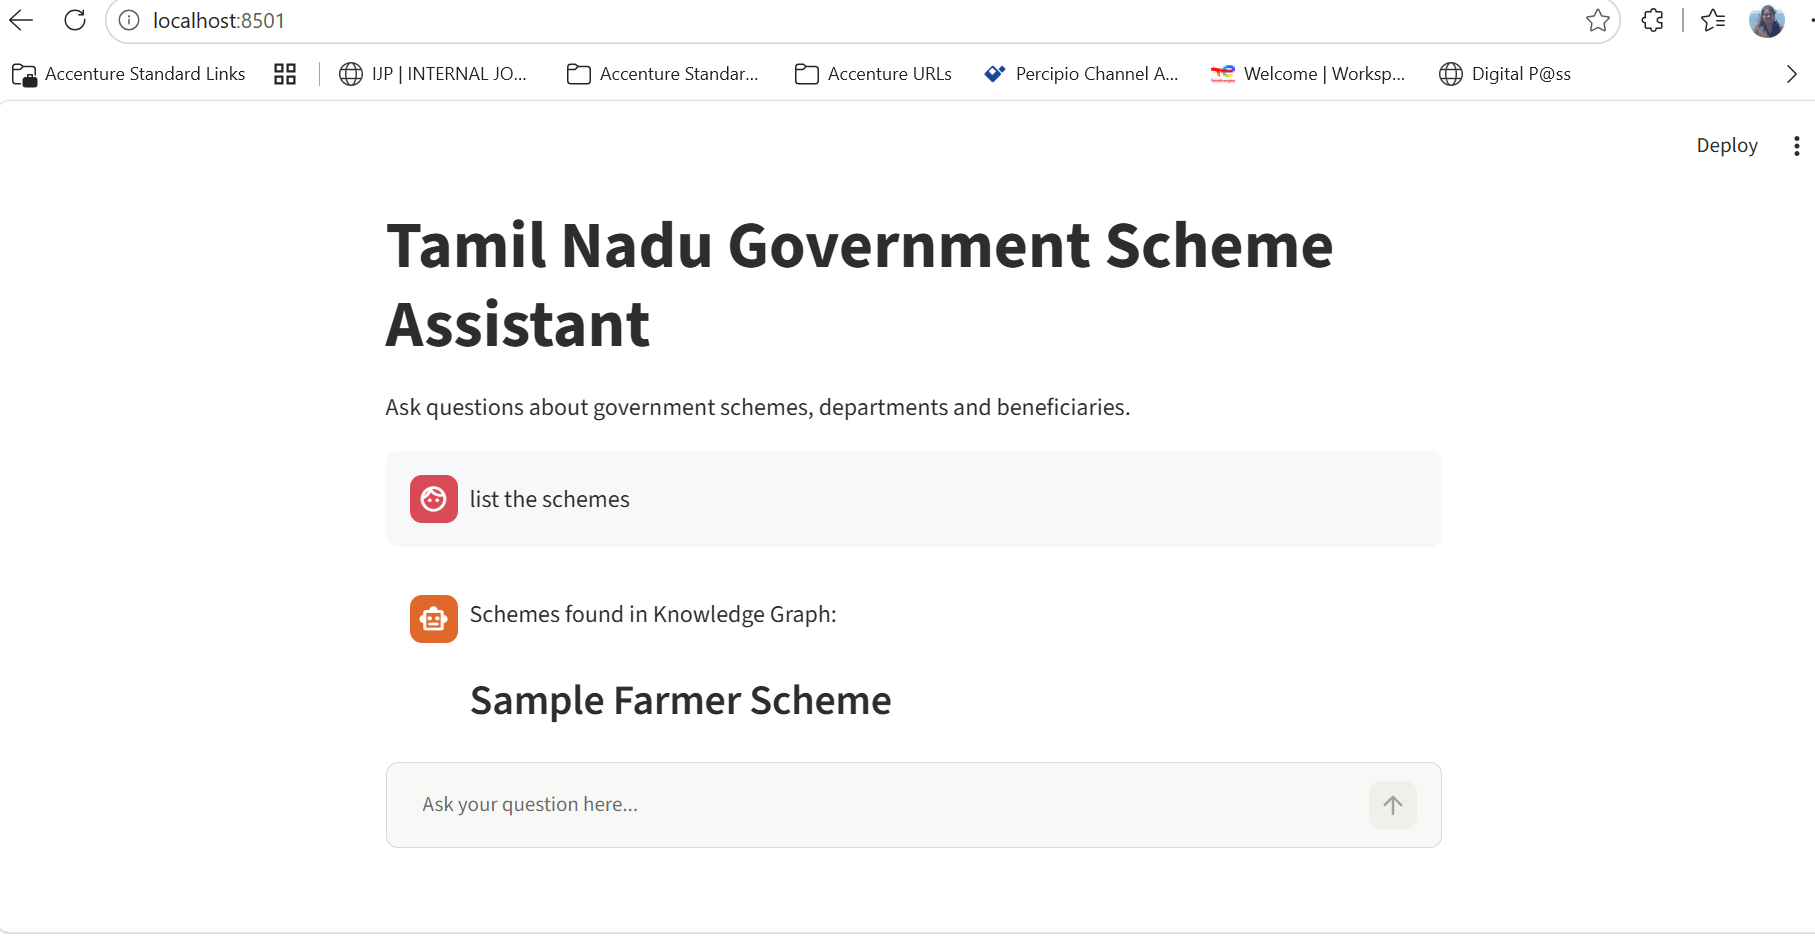 localhost:8501
Accenture Standard Links
IJP | INTERNAL JO...
Accenture Standar...
Accenture URLs
Percipio Channel A...
Welcome | Worksp...
Digital P@ss
Deploy
Tamil Nadu Government Scheme
Assistant
Ask questions about government schemes, departments and beneficiaries.
list the schemes
Schemes found in Knowledge Graph:
Sample Farmer Scheme
Ask your question here...